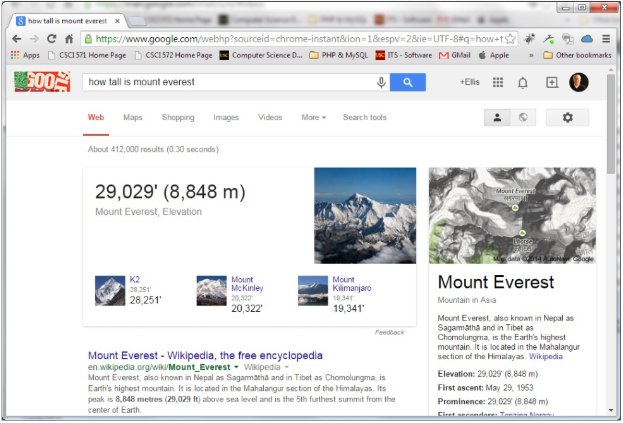 how tall is mount everest
https://www.google.com/webhp?sourceid=chrome-instant&ion=1&espv=2&ie=UTF-8#q=how+t
Apps CSCI571 Home Page CSCI572 Home Page Computer Science D... PHP & MySQL ITS - Software GMail Apple » Other bookmarks
how tall is mount everest +Ellis
Web Maps Shopping Images Videos More Search tools
About 412,000 results (0.30 seconds)
29,029' (8,848 m)
Mount Everest, Elevation
K2
28,251'
28,251'
Mount
McKinley
20,322'
20,322'
Mount
Kilimanjaro
19,341'
19,341'
Feedback
Mount Everest - Wikipedia, the free encyclopedia
en.wikipedia.org/wiki/Mount_Everest Wikipedia
Mount Everest, also known in Nepal as Sagarmāthā and in Tibet as Chomolungma, is
Earth's highest mountain. It is located in the Mahalangur section of the Himalayas. Its
peak is 8,848 metres (29,029 ft) above sea level and is the 5th furthest summit from the
center of Earth.
Mount Everest
Map data ©2014 Google
Mount Everest
Mountain in Asia
Mount Everest, also known in Nepal as
Sagarmāthā and in Tibet as
Chomolungma, is the Earth's highest
mountain. It is located in the Mahalangur
section of the Himalayas. Wikipedia
Elevation: 29,029' (8,848 m)
First ascent: May 29, 1953
Prominence: 29,029' (8,848 m)
First ascenders: Tenzing Norgay